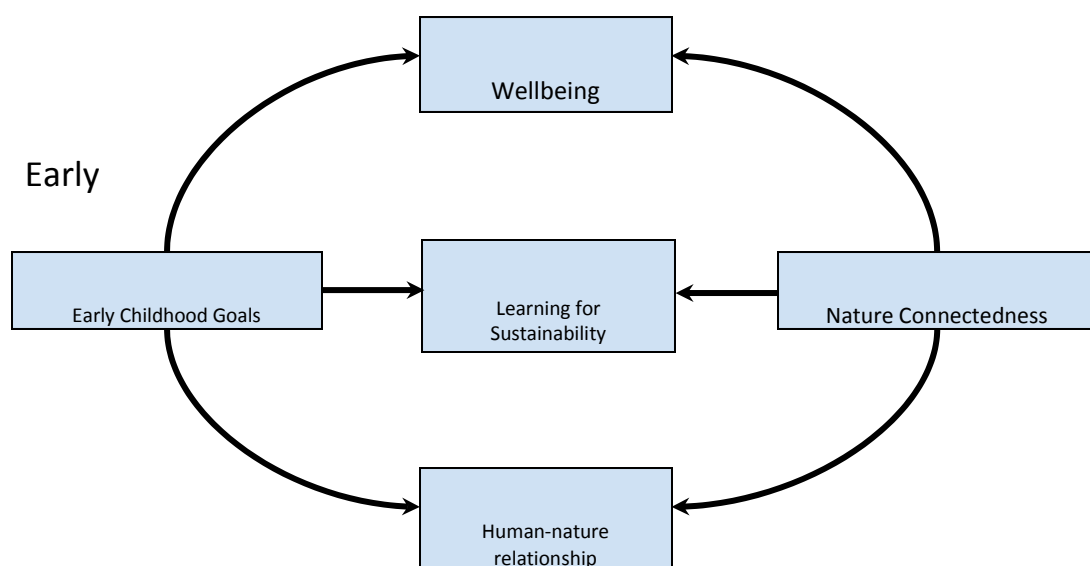 Wellbeing
Early
Early Childhood Goals
Learning for
Sustainability
Nature Connectedness
Human-nature
relationship